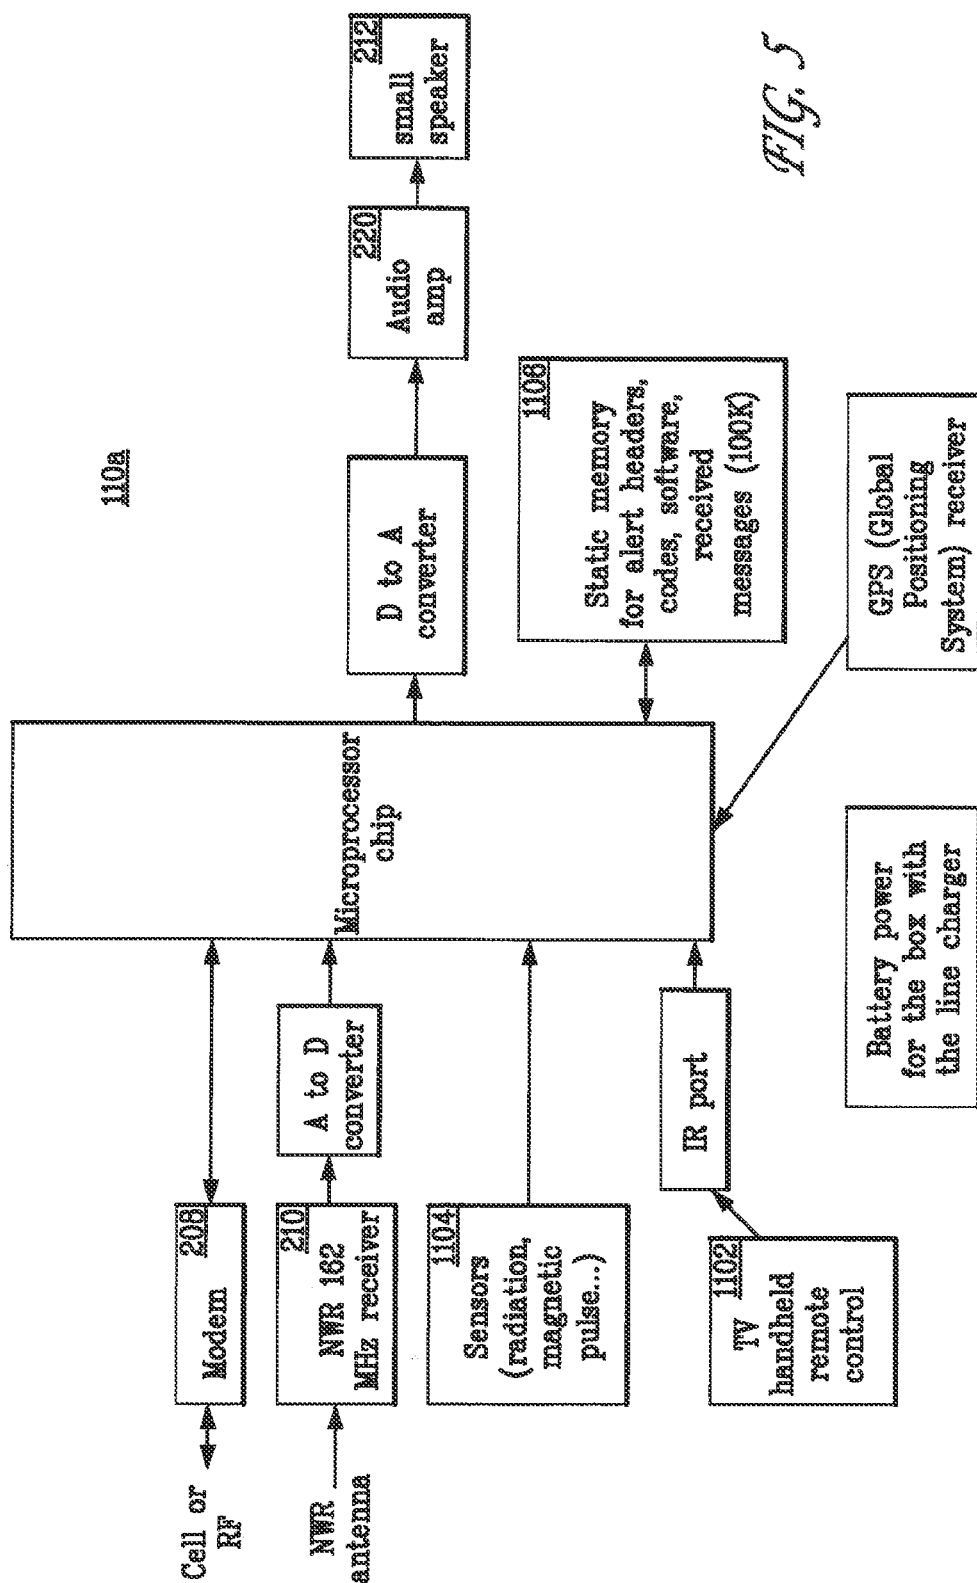 110a
Cell or
RF
208
Modem
NWR
antenna
210
NWR 162
MHz receiver
A to D
converter
1104
Sensors
(radiation,
magnetic
pulse...)
1102
TV
handheld
remote
control
IR port
Microprocessor
chip
D to A
converter
220
Audio
amp
212
small
speaker
1106
Static memory
for alert headers,
codes, software,
received
messages (100K)
Battery power
for the box with
the line charger
GPS (Global
Positioning
System) receiver
FIG. 5